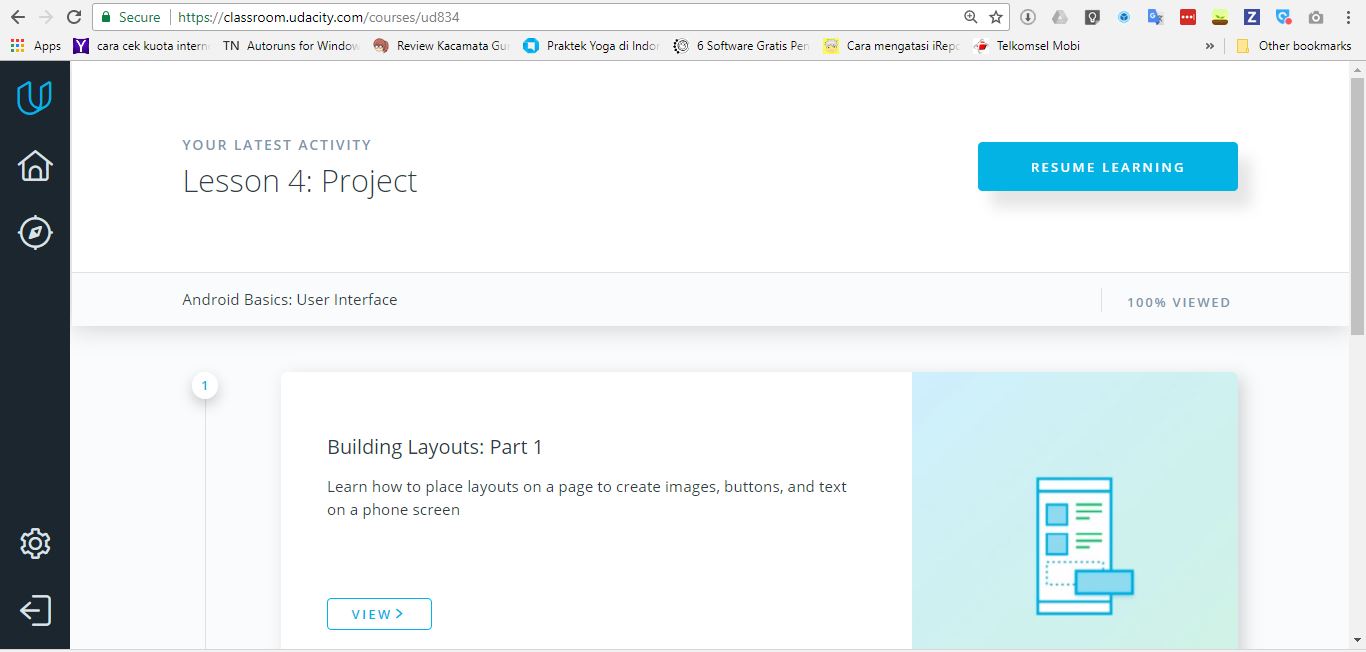 Secure https://classroom.udacity.com/courses/ud834
Apps cara cek kuota intern TN Autoruns for Window Review Kacamata Gu Praktek Yoga di Indor 6 Software Gratis Pen Cara mengatasi iRepo Telkomsel Mobi » Other bookmarks
YOUR LATEST ACTIVITY
Lesson 4: Project
RESUME LEARNING
Android Basics: User Interface
100% VIEWED
1
Building Layouts: Part 1
Learn how to place layouts on a page to create images, buttons, and text
on a phone screen
VIEW >